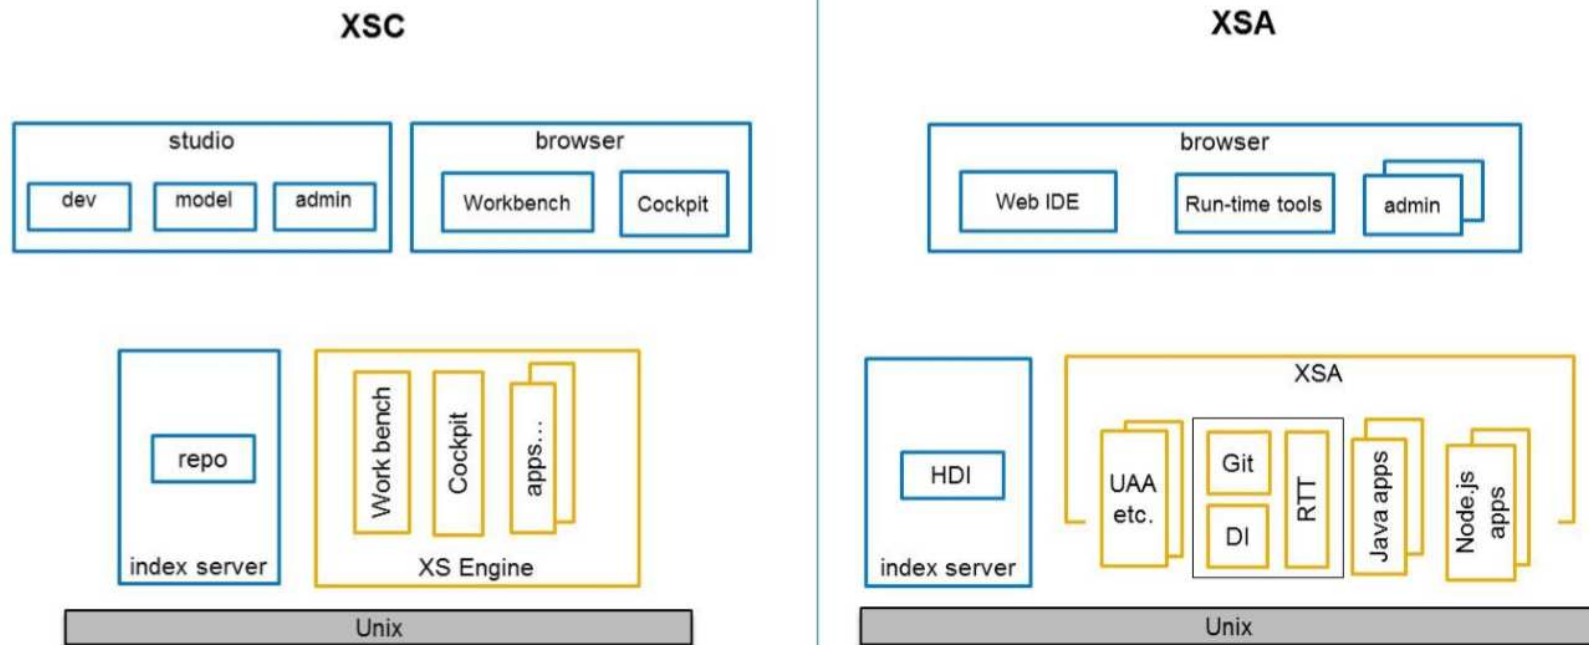 XSC
studio
dev
model
admin
browser
Workbench
Cockpit
repo
index server
Work bench
Cockpit
apps...
XS Engine
Unix
XSA
browser
Web IDE
Run-time tools
admin
HDI
index server
XSA
UAA
etc.
Git
DI
RTT
Java apps
Node.js
apps
Unix